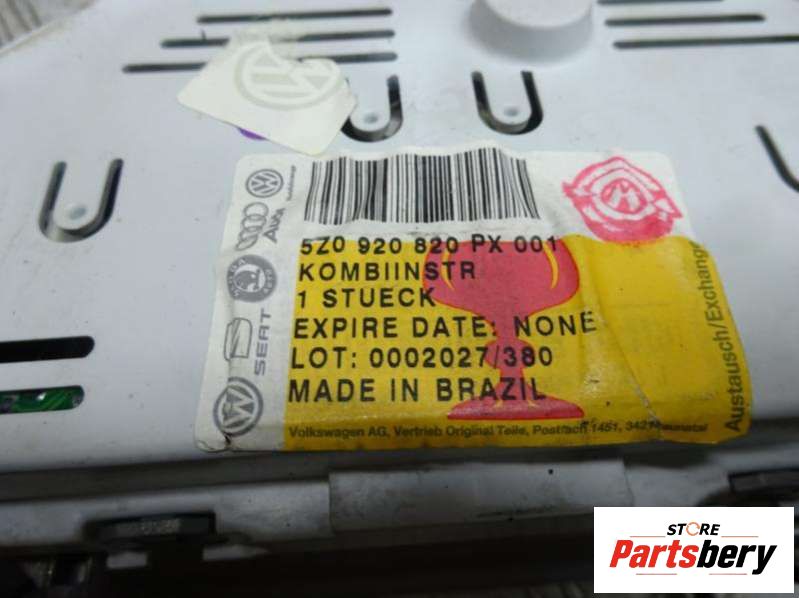 5Z0 920 820 PX 001
KOMBIINSTR
1 STUECK
EXPIRE DATE: NONE
LOT: 0002027/380
MADE IN BRAZIL
Volkswagen AG, Vertrieb Original Teile, Postfach 1451,
Austausch/Exchange
Audi
SEAT
STORE
Partsbery